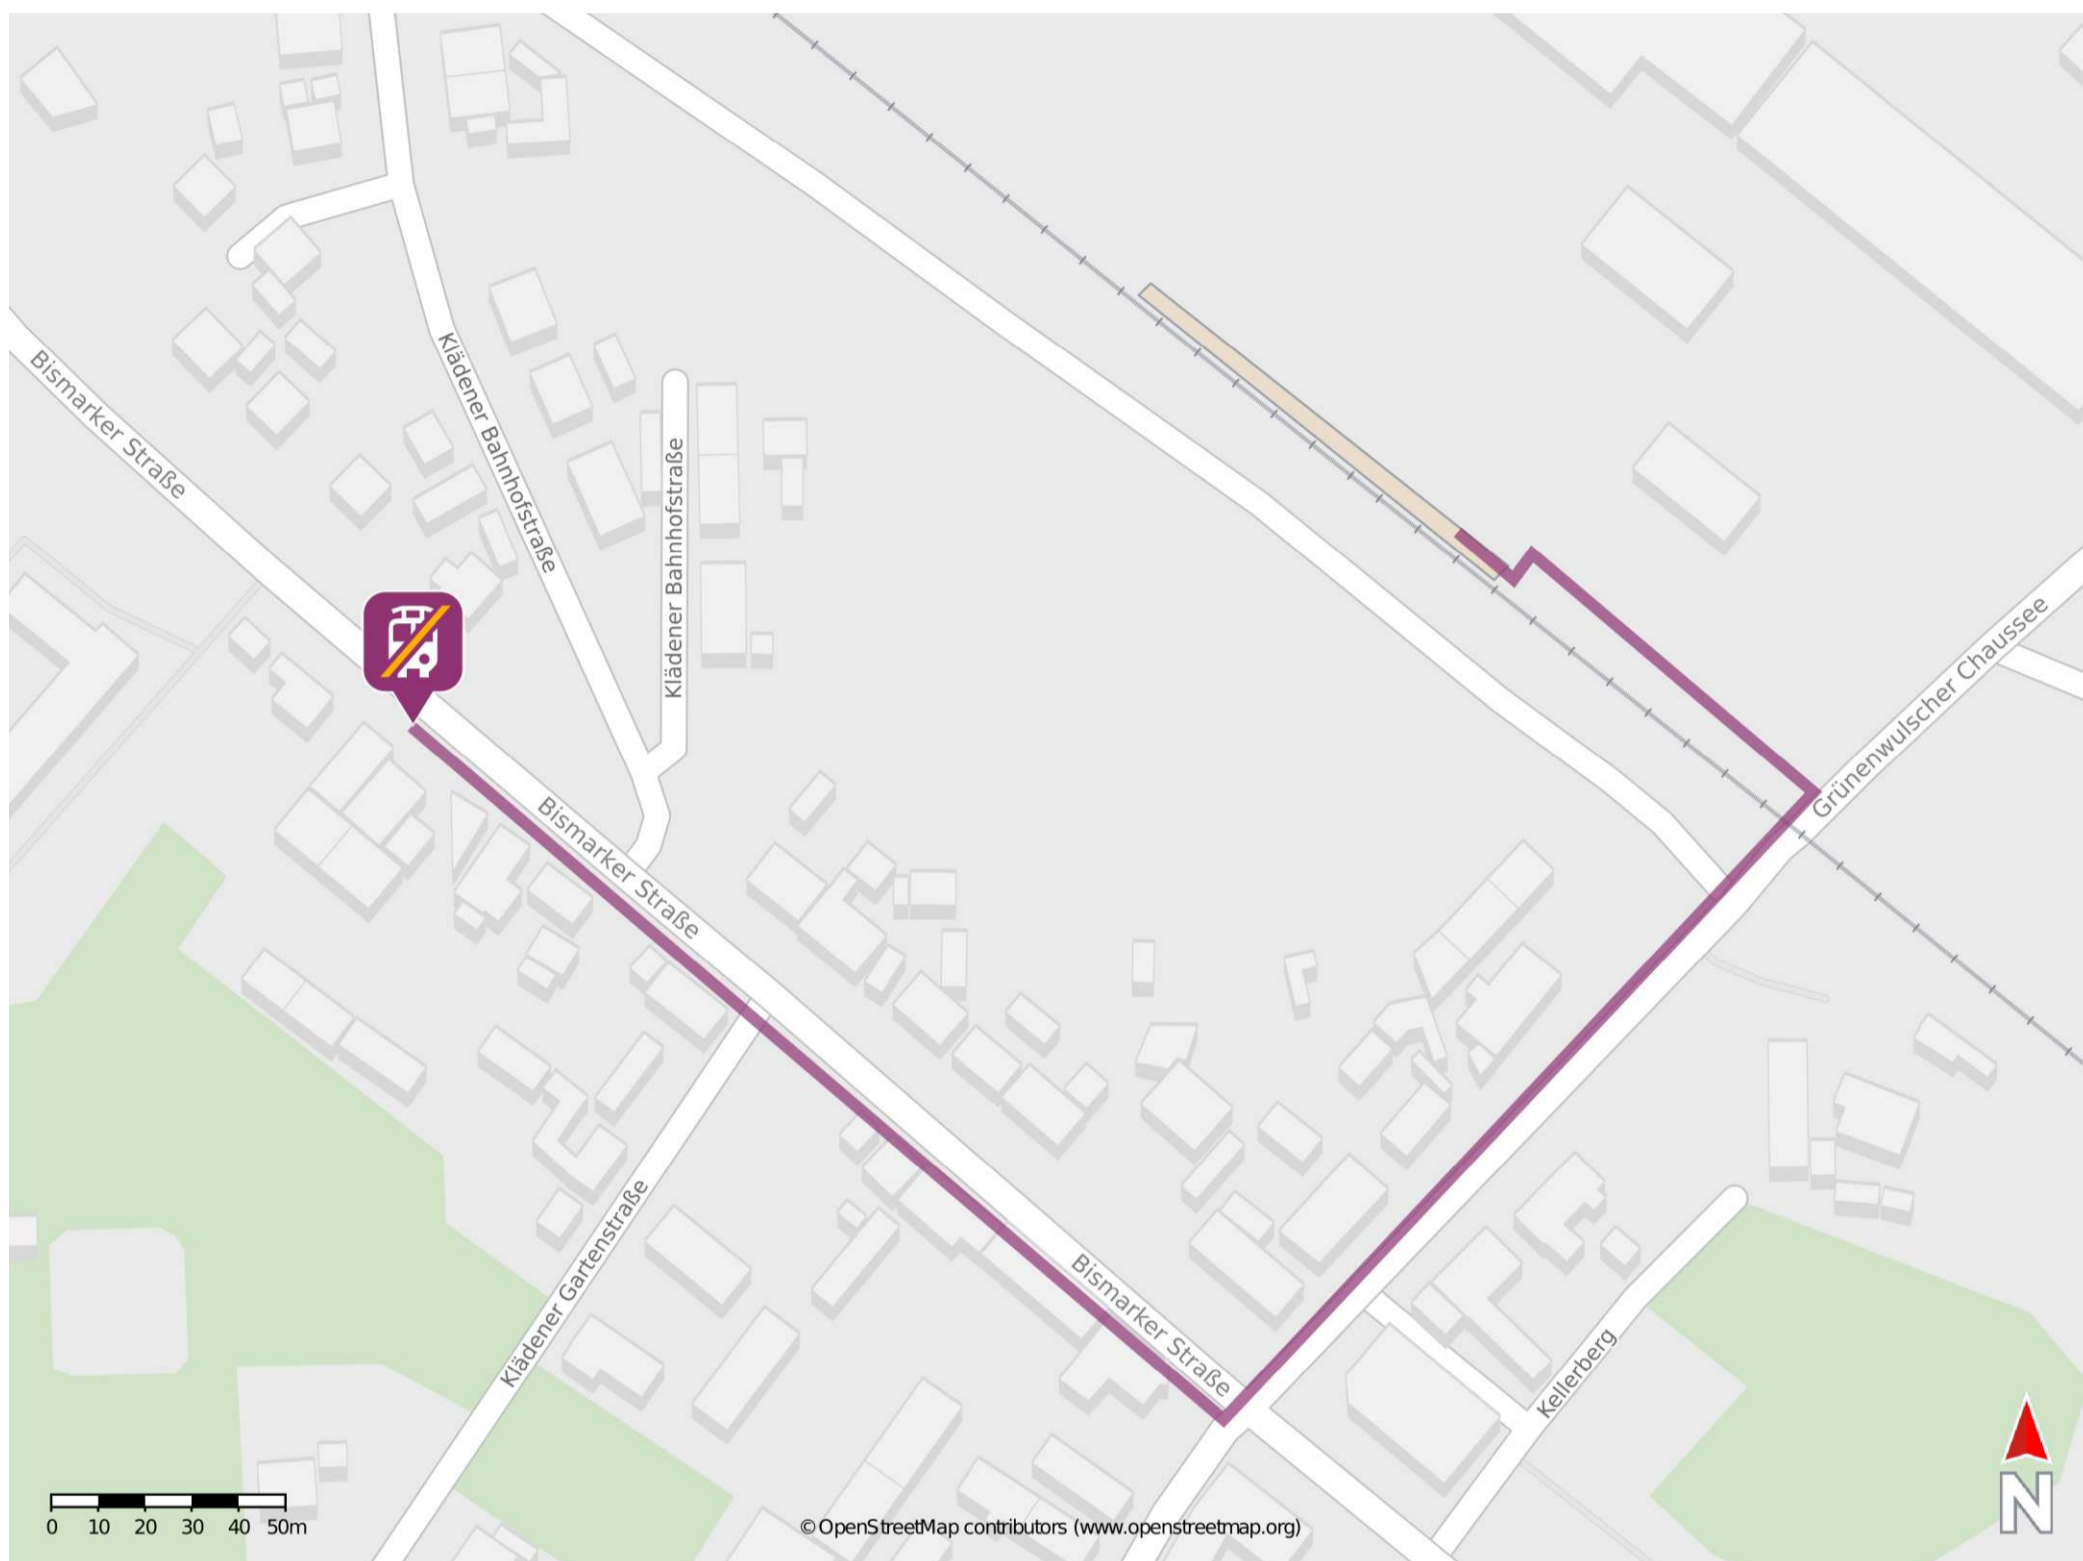 Bismarker Straße
Klädener Bahnhofstraße
Klädener Bahnhofstraße
Grünenwulscher Chaussee
Bismarker Straße
Klädener Gartenstraße
Bismarker Straße
Kellerberg
0 10 20 30 40 50m
© OpenStreetMap contributors (www.openstreetmap.org)
N